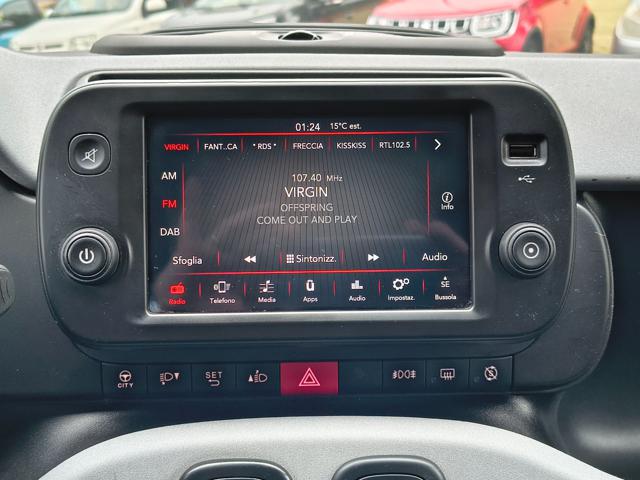 01:24 15°C est.
VIRGIN FANT..CA *RDS* FRECCIA KISSKISS RTL102.5
AM
107.40 MHz
VIRGIN
FM
OFFSPRING
Info
COME OUT AND PLAY
DAB
Sfoglia Sintonizz. Audio
SE
Radio Telefono Media Apps Audio Impostaz. Bussola
CITY SET